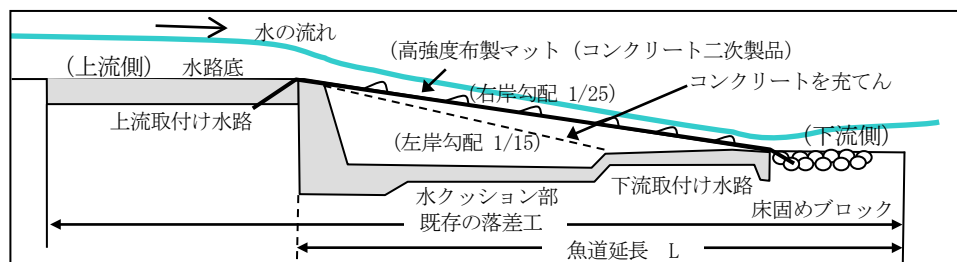 水の流れ
(高強度布製マット（コンクリート二次製品）
(上流側)　水路底
コンクリートを充てん
(右岸勾配 1/25)
上流取付け水路
(下流側)
(左岸勾配 1/15)
水クッション部
下流取付け水路
既存の落差工
床固めブロック
魚道延長　L